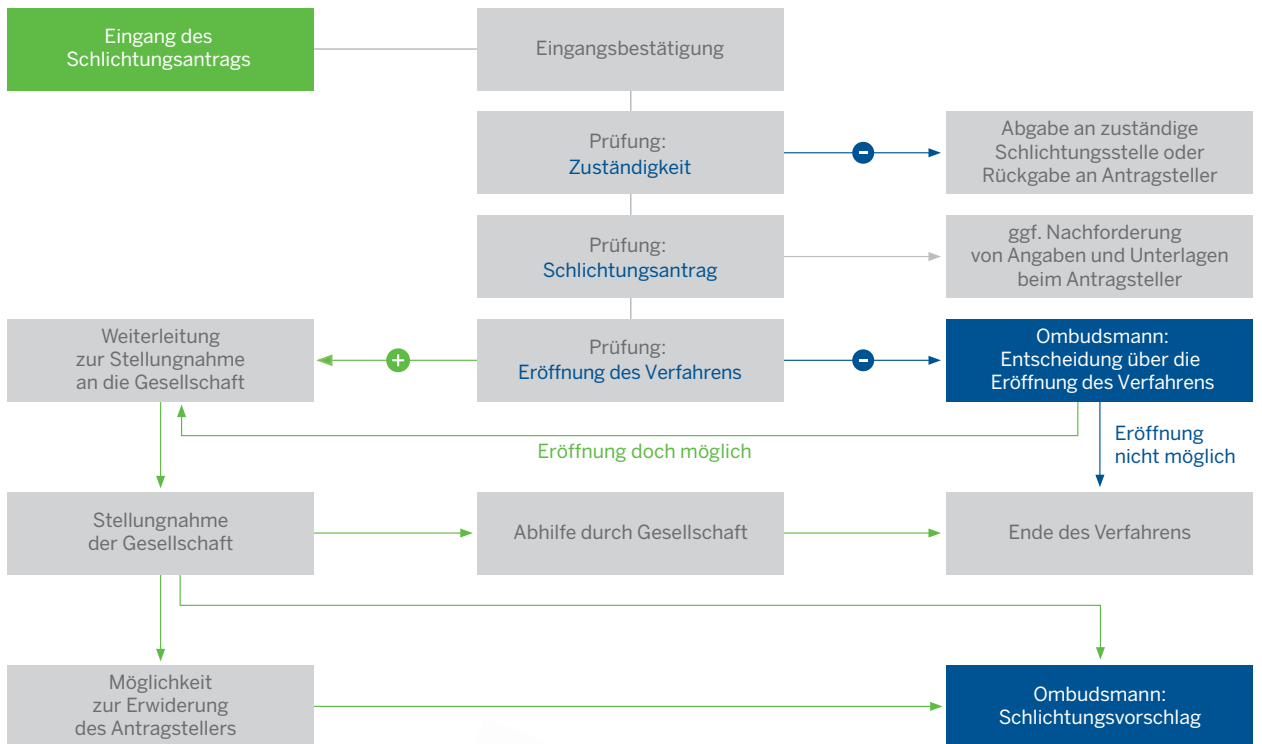 Eingang des
Schlichtungsantrags
Eingangsbestätigung
Prüfung:
Zuständigkeit
Abgabe an zuständige
Schlichtungsstelle oder
Rückgabe an Antragsteller
Prüfung:
Schlichtungsantrag
ggf. Nachforderung
von Angaben und Unterlagen
beim Antragsteller
Weiterleitung
zur Stellungnahme
an die Gesellschaft
Prüfung:
Eröffnung des Verfahrens
Ombudsmann:
Entscheidung über die
Eröffnung des Verfahrens
Eröffnung doch möglich
Eröffnung
nicht möglich
Stellungnahme
der Gesellschaft
Abhilfe durch Gesellschaft
Ende des Verfahrens
Möglichkeit
zur Erwiderung
des Antragstellers
Ombudsmann:
Schlichtungsvorschlag